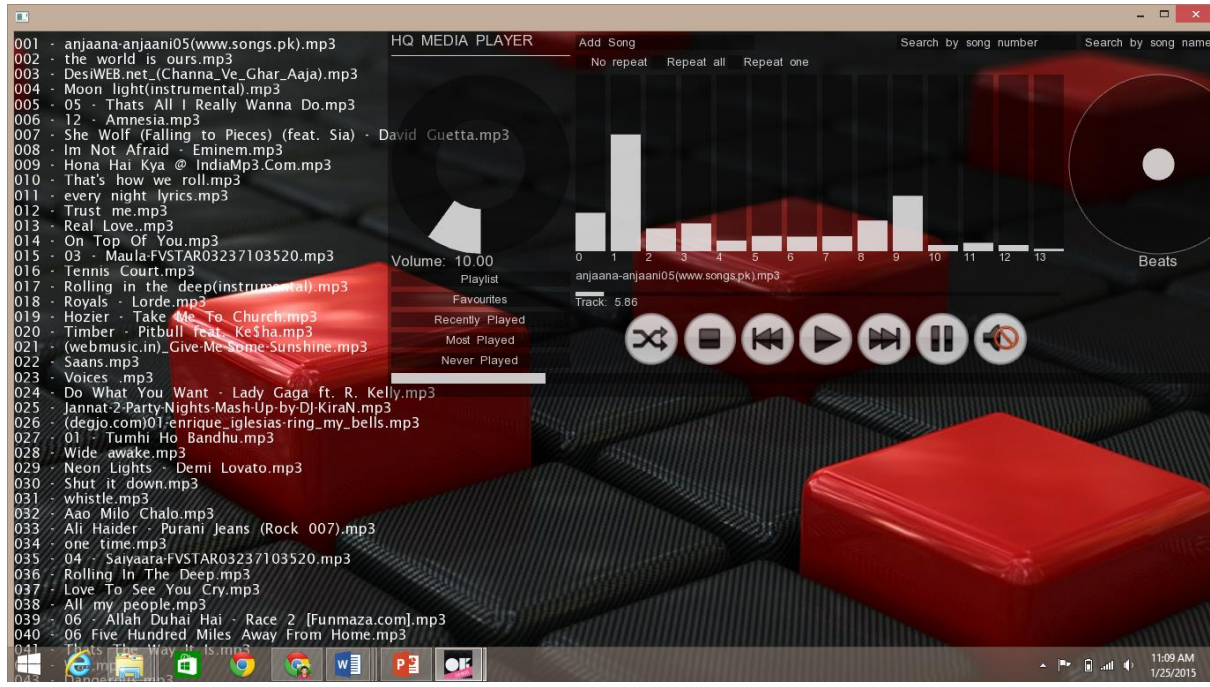 001 - anjaana-anjaani05(www.songs.pk).mp3
002 - the world is ours.mp3
003 - DesiWEB.net_(Channa_Ve_Ghar_Aaja).mp3
004 - Moon light(instrumental).mp3
005 - 05 - Thats All I Really Wanna Do.mp3
006 - 12 - Amnesia.mp3
007 - She Wolf (Falling to Pieces) (feat. Sia) - David Guetta.mp3
008 - Im Not Afraid - Eminem.mp3
009 - Hona Hai Kya @ IndiaMp3.Com.mp3
010 - That's how we roll.mp3
011 - every night lyrics.mp3
012 - Trust me.mp3
013 - Real Love..mp3
014 - On Top Of You.mp3
015 - 03 - Maula-FVSTAR03237103520.mp3
016 - Tennis Court.mp3
017 - Rolling in the deep(instrumental).mp3
018 - Royals - Lorde.mp3
019 - Hozier - Take Me To Church.mp3
020 - Timber - Pitbull feat. Ke$ha.mp3
021 - (webmusic.in)_Give-Me-Some-Sunshine.mp3
022 - Saans.mp3
023 - Voices .mp3
024 - Do What You Want - Lady Gaga ft. R. Kelly.mp3
025 - Jannat-2-Party-Nights-Mash-Up-by-DJ-KiraN.mp3
026 - (degjo.com)01-enrique_iglesias-ring_my_bells.mp3
027 - 01 - Tumhi Ho Bandhu.mp3
028 - Wide awake.mp3
029 - Neon Lights - Demi Lovato.mp3
030 - Shut it down.mp3
031 - whistle.mp3
032 - Aao Milo Chalo.mp3
033 - Ali Haider - Purani Jeans (Rock 007).mp3
034 - one time.mp3
035 - 04 - Saiyaara-FVSTAR03237103520.mp3
036 - Rolling In The Deep.mp3
037 - Love To See You Cry.mp3
038 - All my people.mp3
039 - 06 - Allah Duhai Hai - Race 2 [Funmaza.com].mp3
040 - 06 Five Hundred Miles Away From Home.mp3
041 - Thats The Way It Is.mp3
043 - Dangerous.mp3
HQ MEDIA PLAYER
Add Song
Search by song number
Search by song name
No repeat Repeat all Repeat one
0 1 2 3 4 5 6 7 8 9 10 11 12 13
Volume: 10.00
Beats
Playlist
Favourites
Recently Played
Most Played
Never Played
anjaana-anjaani05(www.songs.pk).mp3
Track: 5.86
11:09 AM
1/25/2015